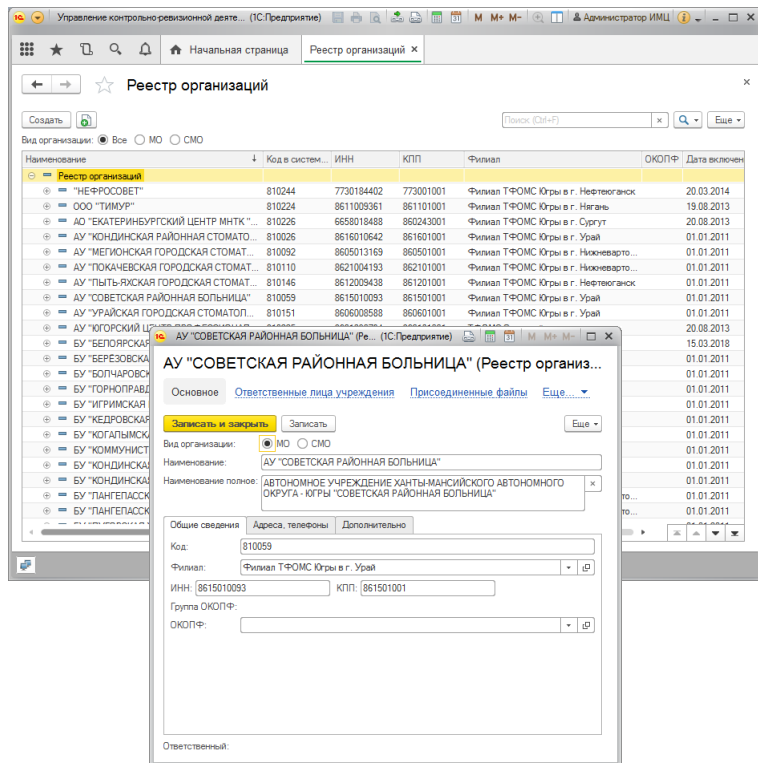 Управление контрольно-ревизионной деяте... (1С:Предприятие) M M+ M- Администратор ИМЦ
Начальная страница Реестр организаций ×
Реестр организаций
Создать Поиск (Ctrl+F) × Еще
Вид организации: Все МО СМО
Наименование ↓ Код в систем... ИНН КПП Филиал ОКОПФ Дата включен
Реестр организаций
"НЕФРОСОВЕТ" 810244 7730184402 773001001 Филиал ТФОМС Югры в г. Нефтеюганск 20.03.2014
ООО "ТИМУР" 810224 8611009361 861101001 Филиал ТФОМС Югры в г. Нягань 19.08.2013
АО "ЕКАТЕРИНБУРГСКИЙ ЦЕНТР МНТК "... 810226 6658018488 860243001 Филиал ТФОМС Югры в г. Сургут 20.08.2013
АУ "КОНДИНСКАЯ РАЙОННАЯ СТОМАТО... 810026 8616010642 861601001 Филиал ТФОМС Югры в г. Урай 01.01.2011
АУ "МЕГИОНСКАЯ ГОРОДСКАЯ СТОМАТ... 810092 8605013169 860501001 Филиал ТФОМС Югры в г. Нижневарто... 01.01.2011
АУ "ПОКАЧЕВСКАЯ ГОРОДСКАЯ СТОМАТ... 810110 8621004193 862101001 Филиал ТФОМС Югры в г. Нижневарто... 01.01.2011
АУ "ПЫТЬ-ЯХСКАЯ ГОРОДСКАЯ СТОМАТ... 810146 8612009438 861201001 Филиал ТФОМС Югры в г. Нефтеюганск 01.01.2011
АУ "СОВЕТСКАЯ РАЙОННАЯ БОЛЬНИЦА" 810059 8615010093 861501001 Филиал ТФОМС Югры в г. Урай 01.01.2011
АУ "УРАЙСКАЯ ГОРОДСКАЯ СТОМАТОЛ... 810151 8606008588 860601001 Филиал ТФОМС Югры в г. Урай 01.01.2011
АУ "ЮГОРСКИЙ 20.08.2013
БУ "БЕЛОЯРСКАЯ 15.03.2018
БУ "БЕРЕЗОВСКА 01.01.2011
БУ "БОЛЧАРОВСК 01.01.2011
БУ "ГОРНОПРАВД 01.01.2011
БУ "ИГРИМСКАЯ 01.01.2011
БУ "КЕДРОВСКАЯ 01.01.2011
БУ "КОГАЛЫМСК 01.01.2011
БУ "КОММУНИСТ 01.01.2011
БУ "КОНДИНСКА 01.01.2011
БУ "КОНДИНСКА 01.01.2011
БУ "ЛАНГЕПАССК то... 01.01.2011
БУ "ЛАНГЕПАССК то... 01.01.2011
АУ "СОВЕТСКАЯ РАЙОННАЯ БОЛЬНИЦА" (Ре... (1С:Предприятие) M M+ M-
АУ "СОВЕТСКАЯ РАЙОННАЯ БОЛЬНИЦА" (Реестр организ...
Основное Ответственные лица учреждения Присоединенные файлы Еще...
Записать и закрыть Записать Еще
Вид организации: МО СМО
Наименование: АУ "СОВЕТСКАЯ РАЙОННАЯ БОЛЬНИЦА"
Наименование полное: АВТОНОМНОЕ УЧРЕЖДЕНИЕ ХАНТЫ-МАНСИЙСКОГО АВТОНОМНОГО
ОКРУГА - ЮГРЫ "СОВЕТСКАЯ РАЙОННАЯ БОЛЬНИЦА"
Общие сведения Адреса, телефоны Дополнительно
Код: 810059
Филиал: Филиал ТФОМС Югры в г. Урай
ИНН: 8615010093 КПП: 861501001
Группа ОКОПФ:
ОКОПФ:
Ответственный: